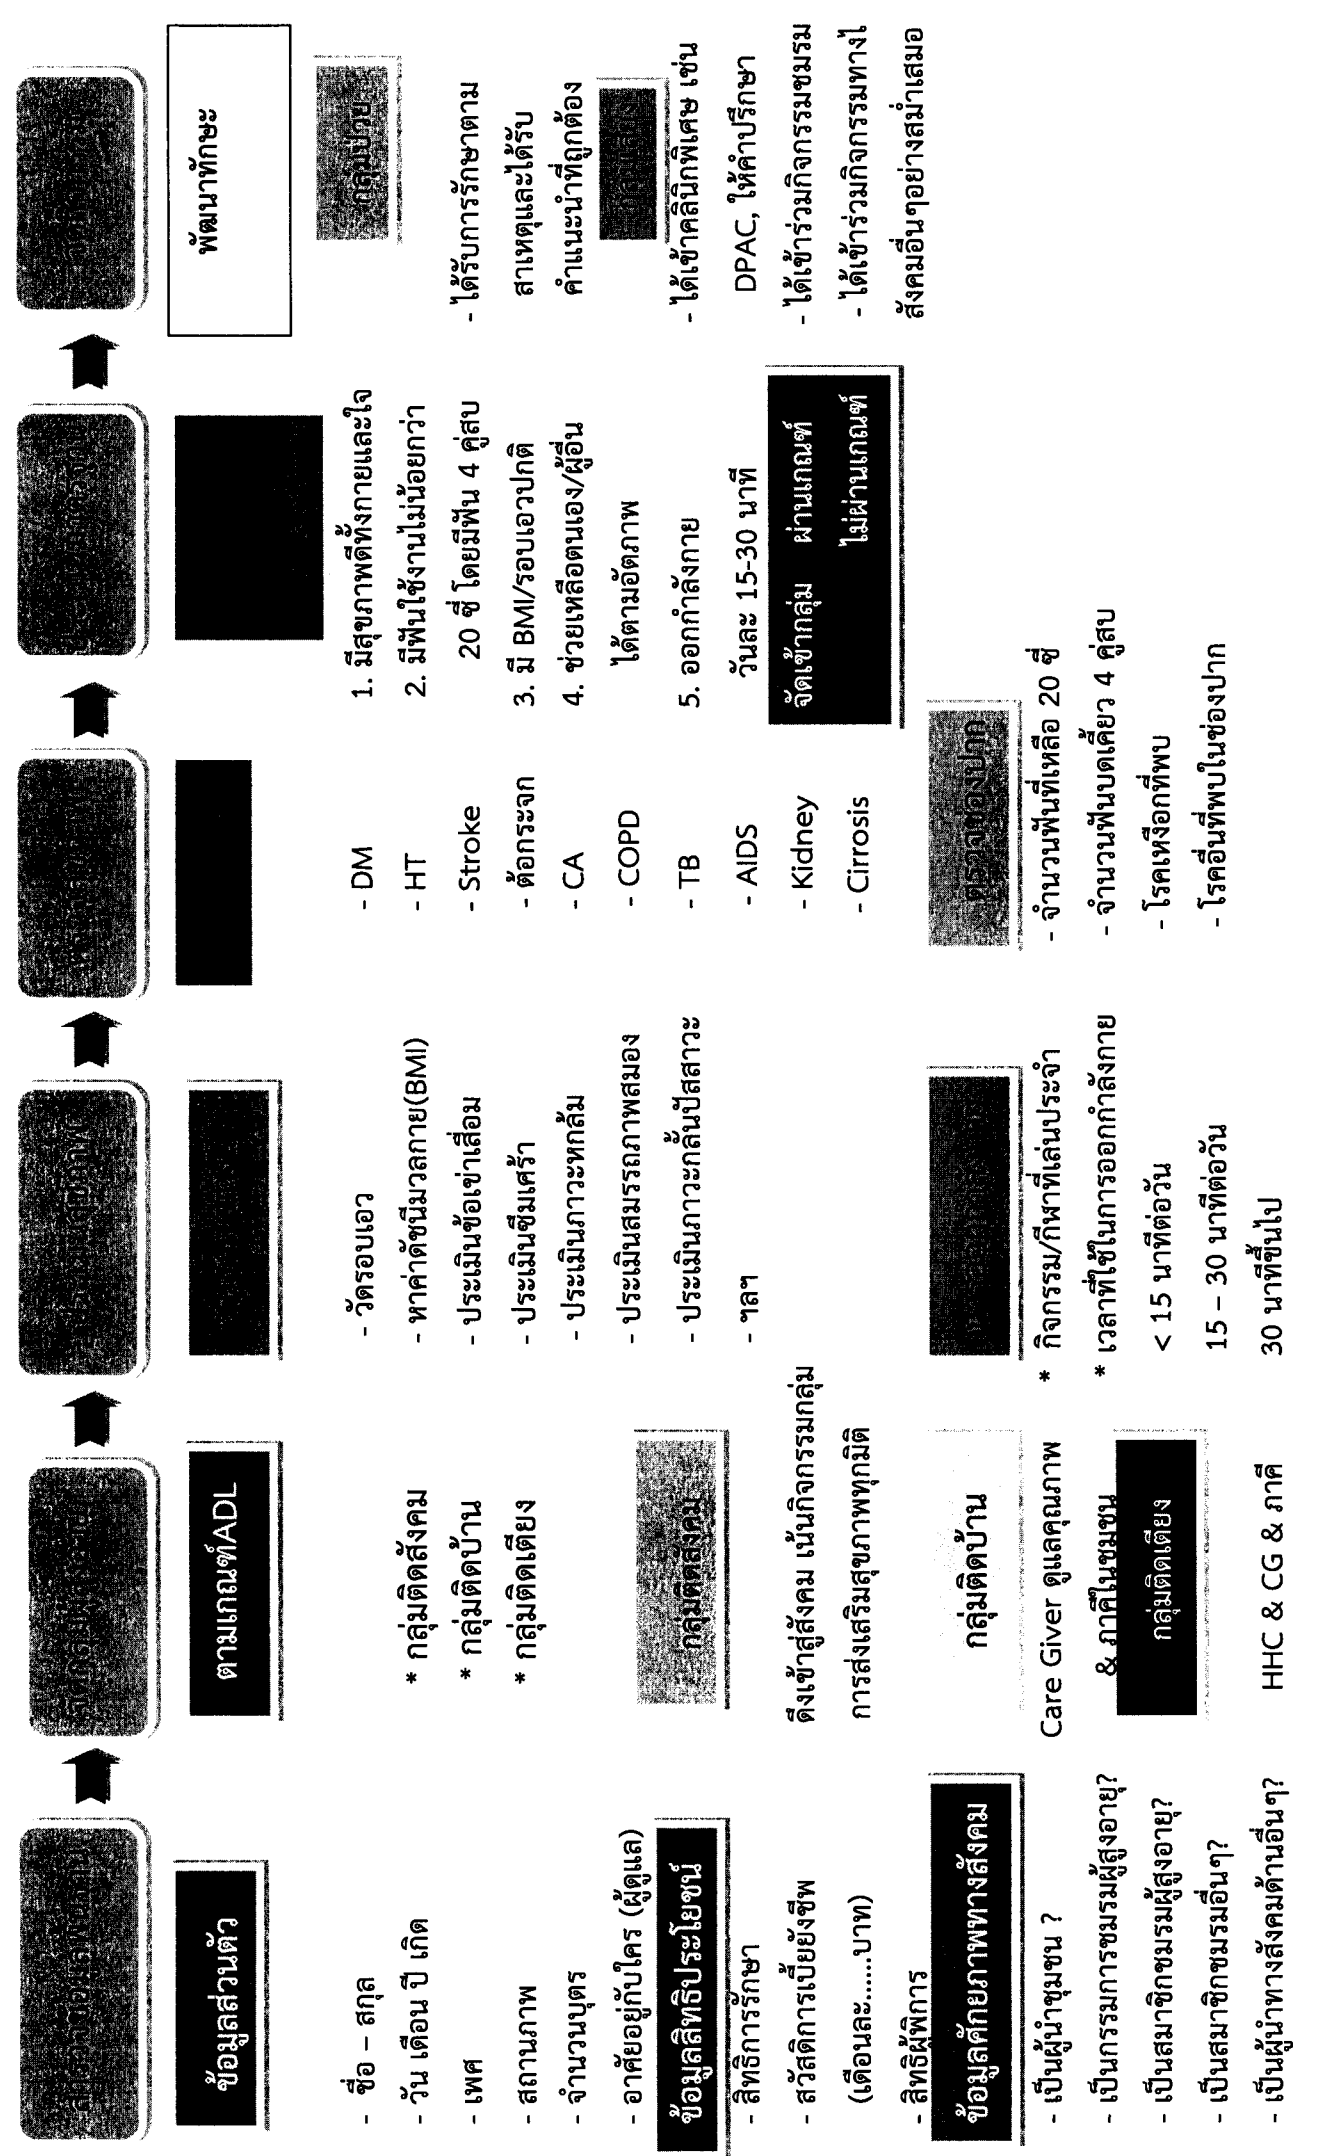 ข้อมูลส่วนตัว
- ชื่อ – สกุล
- วัน เดือน ปี เกิด
- เพศ
- สถานภาพ
- จำนวนบุตร
- อาศัยอยู่กับใคร (ผู้ดูแล)
ข้อมูลสิทธิประโยชน์
- สิทธิการรักษา
- สวัสดิการเบี้ยยังชีพ
(เดือนละ......บาท)
- สิทธิผู้พิการ
ข้อมูลศักยภาพทางสังคม
- เป็นผู้นำชุมชน ?
- เป็นกรรมการชมรมผู้สูงอายุ?
- เป็นสมาชิกชมรมผู้สูงอายุ?
- เป็นสมาชิกชมรมอื่นๆ?
- เป็นผู้นำทางสังคมด้านอื่นๆ?
ตามเกณฑ์ADL
* กลุ่มติดสังคม
* กลุ่มติดบ้าน
* กลุ่มติดเตียง
กลุ่มติดสังคม
ดึงเข้าสู่สังคม เน้นกิจกรรมกลุ่ม
การส่งเสริมสุขภาพทุกมิติ
กลุ่มติดบ้าน
Care Giver ดูแลคุณภาพ
& ภาคีในชุมชน
กลุ่มติดเตียง
HHC & CG & ภาคี
- วัดรอบเอว
- หาค่าดัชนีมวลกาย(BMI)
- ประเมินข้อเข่าเสื่อม
- ประเมินซึมเศร้า
- ประเมินภาวะหกล้ม
- ประเมินสมรรถภาพสมอง
- ประเมินภาวะกลั้นปัสสาวะ
- ฯลฯ
* กิจกรรม/กีฬาที่เล่นประจำ
* เวลาที่ใช้ในการออกกำลังกาย
< 15 นาทีต่อวัน
15 – 30 นาทีต่อวัน
30 นาทีขึ้นไป
- DM
- HT
- Stroke
- ต้อกระจก
- CA
- COPD
- TB
- AIDS
- Kidney
- Cirrosis
ตรวจช่องปาก
- จำนวนฟันที่เหลือ 20 ซี่
- จำนวนฟันบดเคี้ยว 4 คู่สบ
- โรคเหงือกที่พบ
- โรคอื่นที่พบในช่องปาก
1. มีสุขภาพดีทั้งกายและใจ
2. มีฟันใช้งานไม่น้อยกว่า
20 ซี่ โดยมีฟัน 4 คู่สบ
3. มี BMI/รอบเอวปกติ
4. ช่วยเหลือตนเอง/ผู้อื่น
ได้ตามอัตภาพ
5. ออกกำลังกาย
วันละ 15-30 นาที
จัดเข้ากลุ่ม ผ่านเกณฑ์
ไม่ผ่านเกณฑ์
พัฒนาทักษะ
กลุ่มป่วย
- ได้รับการรักษาตาม
สาเหตุและได้รับ
คำแนะนำที่ถูกต้อง
- ได้เข้าคลินิกพิเศษ เช่น
DPAC, ให้คำปรึกษา
- ได้เข้าร่วมกิจกรรมชมรม
- ได้เข้าร่วมกิจกรรมทางไ
สังคมอื่นๆอย่างสม่ำเสมอ